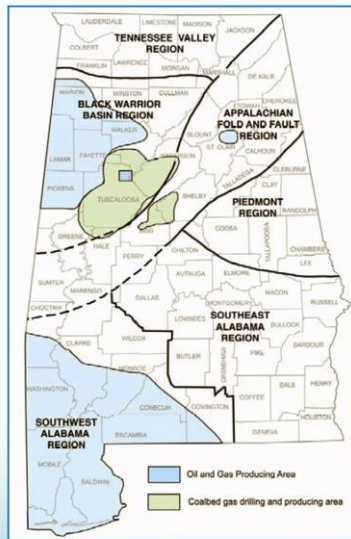 LAUDERDALE
LIMESTONE
MADISON
JACKSON
TENNESSEE VALLEY
REGION
COLBERT
LAWRENCE
FRANKLIN
MORGAN
MARSHALL
DE KALB
MARION
WINSTON
CULLMAN
CHEROKEE
ETOWAH
BLACK WARRIOR
BASIN REGION
APPALACHIAN
FOLD AND FAULT
REGION
WALKER
BLOUNT
ST. CLAIR
CALHOUN
LAMAR
FAYETTE
JEFFERSON
CLEBURNE
TALLADEGA
CLAY
PIEDMONT
REGION
RANDOLPH
PICKENS
TUSCALOOSA
SHELBY
BIBB
COOSA
TALLAPOOSA
CHAMBERS
GREENE
HALE
PERRY
CHILTON
LEE
SUMTER
MARENGO
AUTAUGA
ELMORE
MACON
RUSSELL
CHOCTAW
DALLAS
MONTGOMERY
LOWNDES
SOUTHEAST
ALABAMA
REGION
BULLOCK
CLARKE
WILCOX
BUTLER
CRENSHAW
PIKE
BARBOUR
MONROE
WASHINGTON
CONECUH
COVINGTON
COFFEE
DALE
HENRY
HOUSTON
GENEVA
SOUTHWEST
ALABAMA
REGION
ESCAMBIA
MOBILE
BALDWIN
Oil and Gas Producing Area
Coalbed gas drilling and producing area